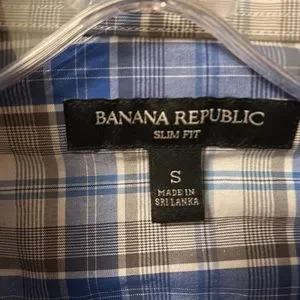 BANANA REPUBLIC
SLIM FIT
S
MADE IN
SRI LANKA